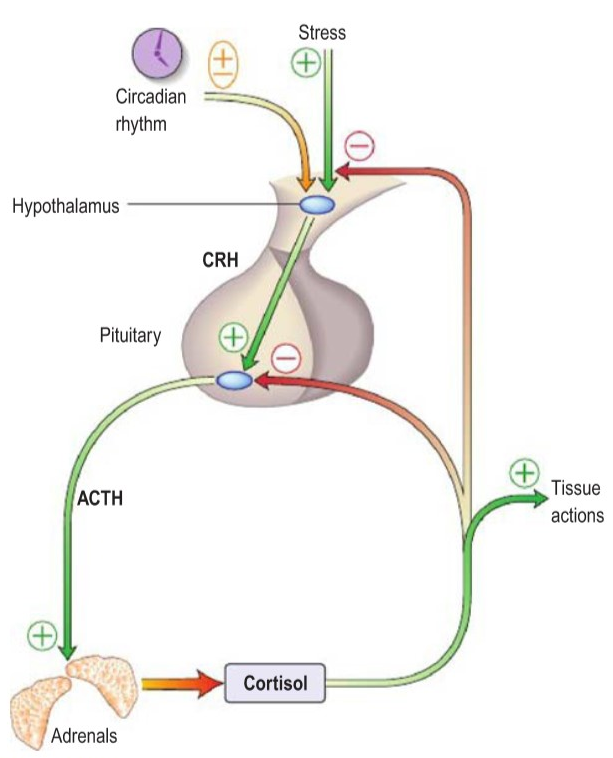 Stress
+
±
Circadian
rhythm
−
Hypothalamus
CRH
Pituitary
+
−
+
Tissue
actions
ACTH
+
Cortisol
Adrenals